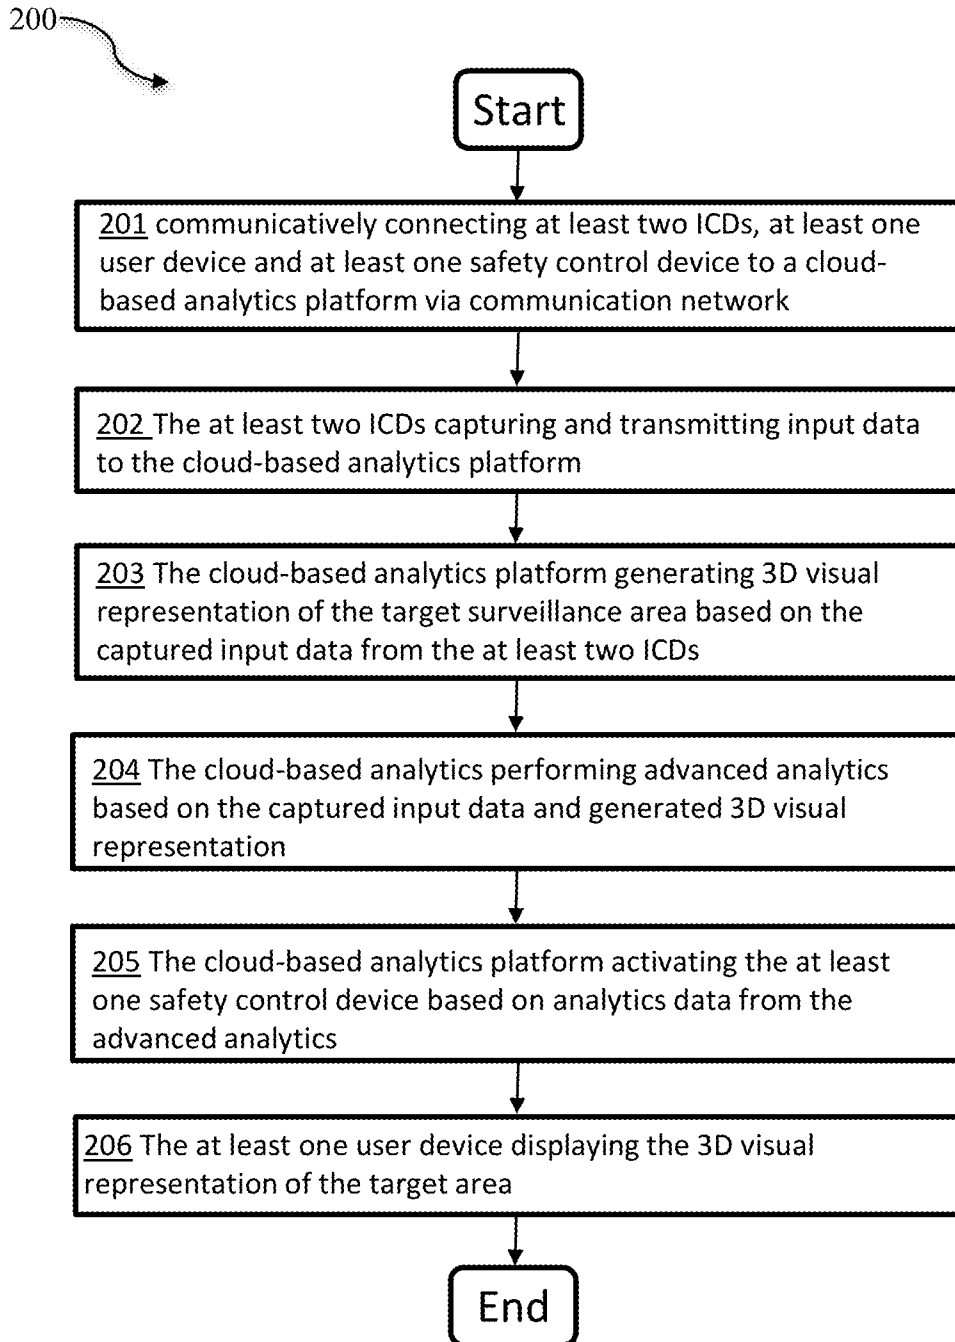 200
Start
201 communicatively connecting at least two ICDs, at least one
user device and at least one safety control device to a cloud-
based analytics platform via communication network
202 The at least two ICDs capturing and transmitting input data
to the cloud-based analytics platform
203 The cloud-based analytics platform generating 3D visual
representation of the target surveillance area based on the
captured input data from the at least two ICDs
204 The cloud-based analytics performing advanced analytics
based on the captured input data and generated 3D visual
representation
205 The cloud-based analytics platform activating the at least
one safety control device based on analytics data from the
advanced analytics
206 The at least one user device displaying the 3D visual
representation of the target area
End